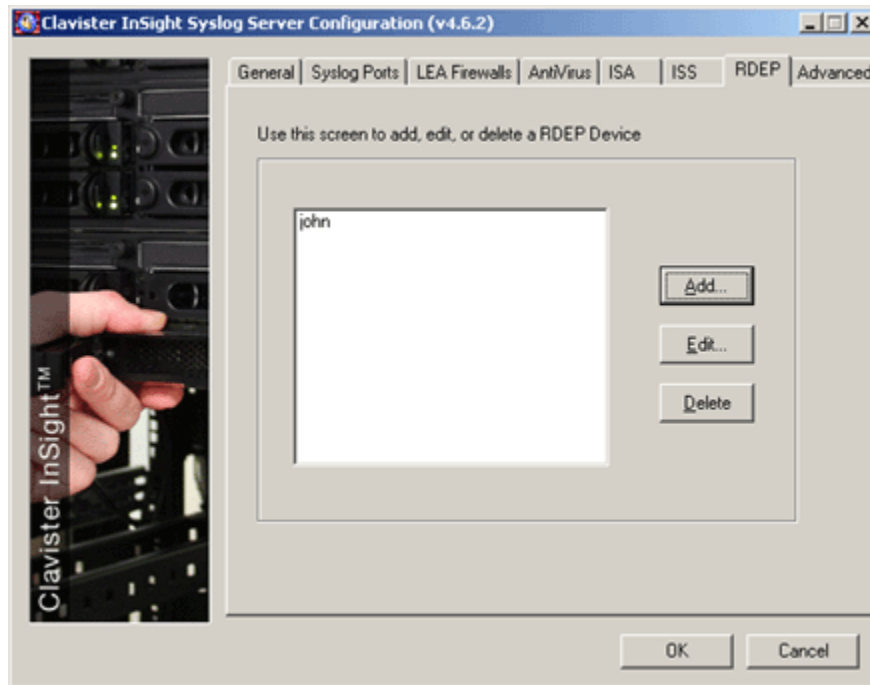 Clavister InSight Syslog Server Configuration (v4.6.2)
General Syslog Ports LEA Firewalls AntiVirus ISA ISS RDEP Advanced
Use this screen to add, edit, or delete a RDEP Device
john
Add...
Edit...
Delete
Clavister InSight™
OK Cancel